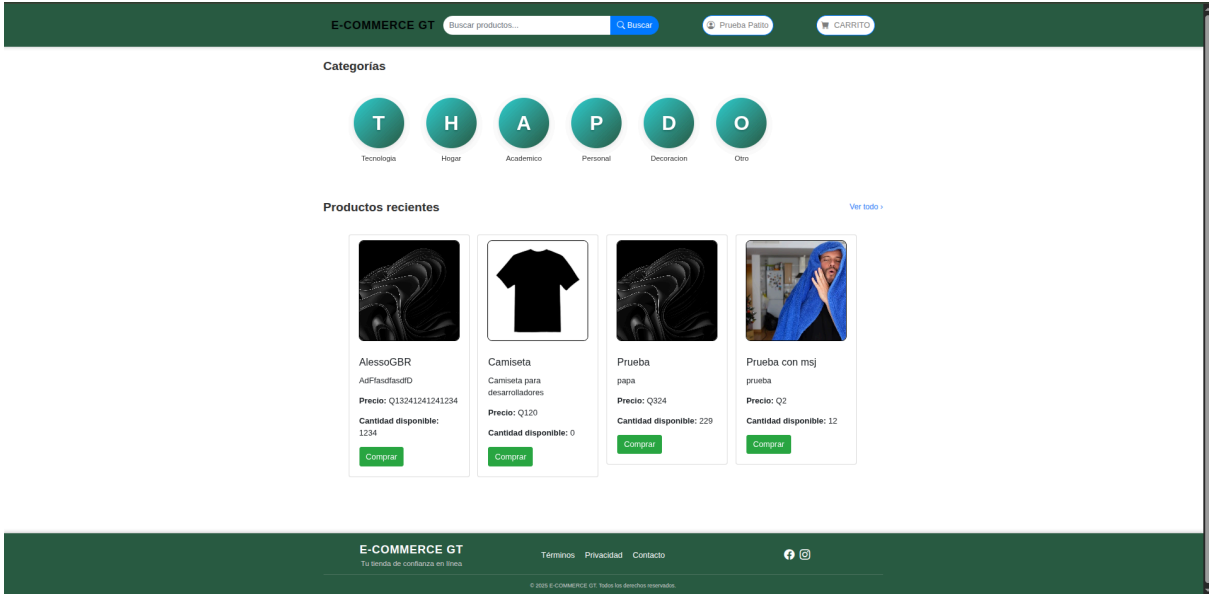 E-COMMERCE GT
Buscar productos...
Buscar
Prueba Patito
CARRITO
Categorías
T H A P D O
Tecnologia Hogar Academico Personal Decoracion Otro
Productos recientes
Ver todo ›
AlessoGBR
AdFfasdfasdfD
Precio: Q13241241241234
Cantidad disponible:
1234
Comprar
Camiseta
Camiseta para
desarrolladores
Precio: Q120
Cantidad disponible: 0
Comprar
Prueba
papa
Precio: Q324
Cantidad disponible: 229
Comprar
Prueba con msj
prueba
Precio: Q2
Cantidad disponible: 12
Comprar
E-COMMERCE GT
Tu tienda de confianza en línea
Términos Privacidad Contacto
© 2025 E-COMMERCE GT. Todos los derechos reservados.